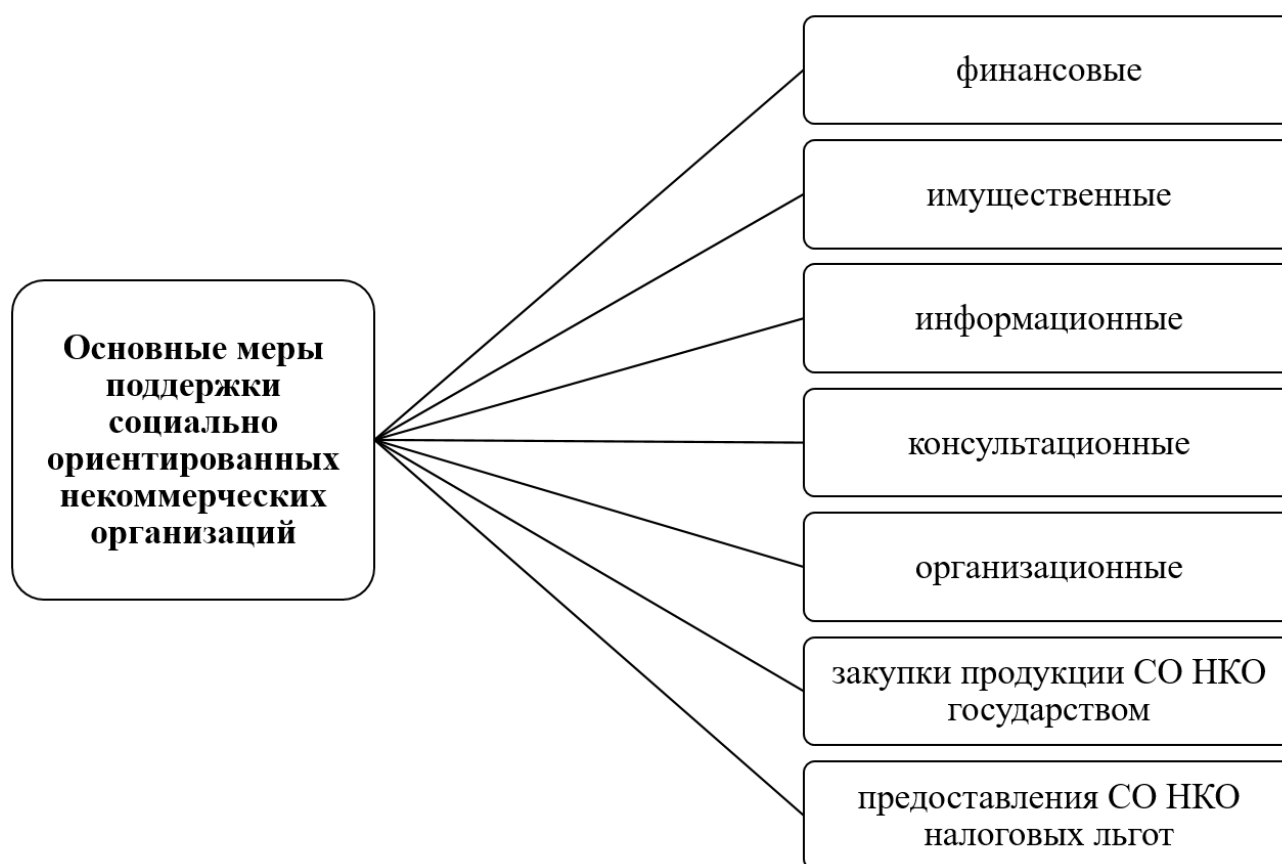 Основные меры
поддержки
социально
ориентированных
некоммерческих
организаций
финансовые
имущественные
информационные
консультационные
организационные
закупки продукции СО НКО
государством
предоставления СО НКО
налоговых льгот